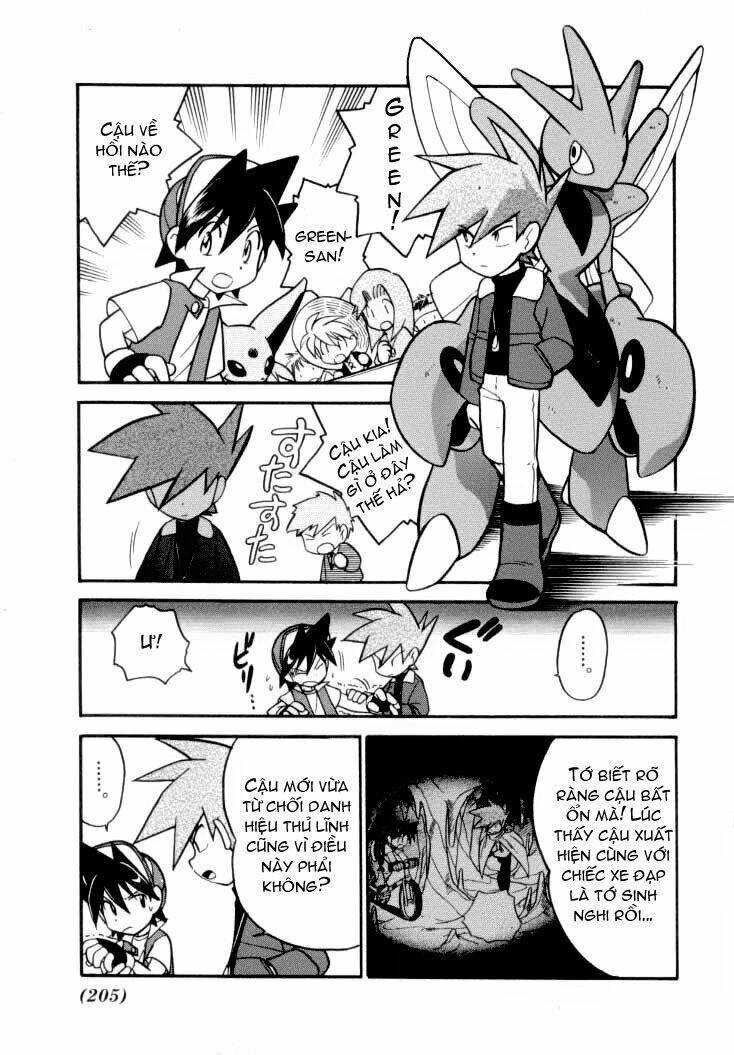 GREEN!
CẬU VỀ
HỒI NÀO
THẾ?
GREEN-
SAN!
CẬU KIA!
CẬU LÀM
GÌ Ở ĐÂY
THẾ HẢ?
すたすた
......。
ぐい
ビ...
Ư!
TỚ BIẾT RÕ
RÀNG CẬU BẤT
ỔN MÀ! LÚC
THẤY CẬU XUẤT
HIỆN CÙNG VỚI
CHIẾC XE ĐẠP
LÀ TỚ SINH
NGHI RỒI...
CẬU MỚI VỪA
TỪ CHỐI DANH
HIỆU THỦ LĨNH
CŨNG VÌ ĐIỀU
NÀY PHẢI
KHÔNG?
......。
(205)